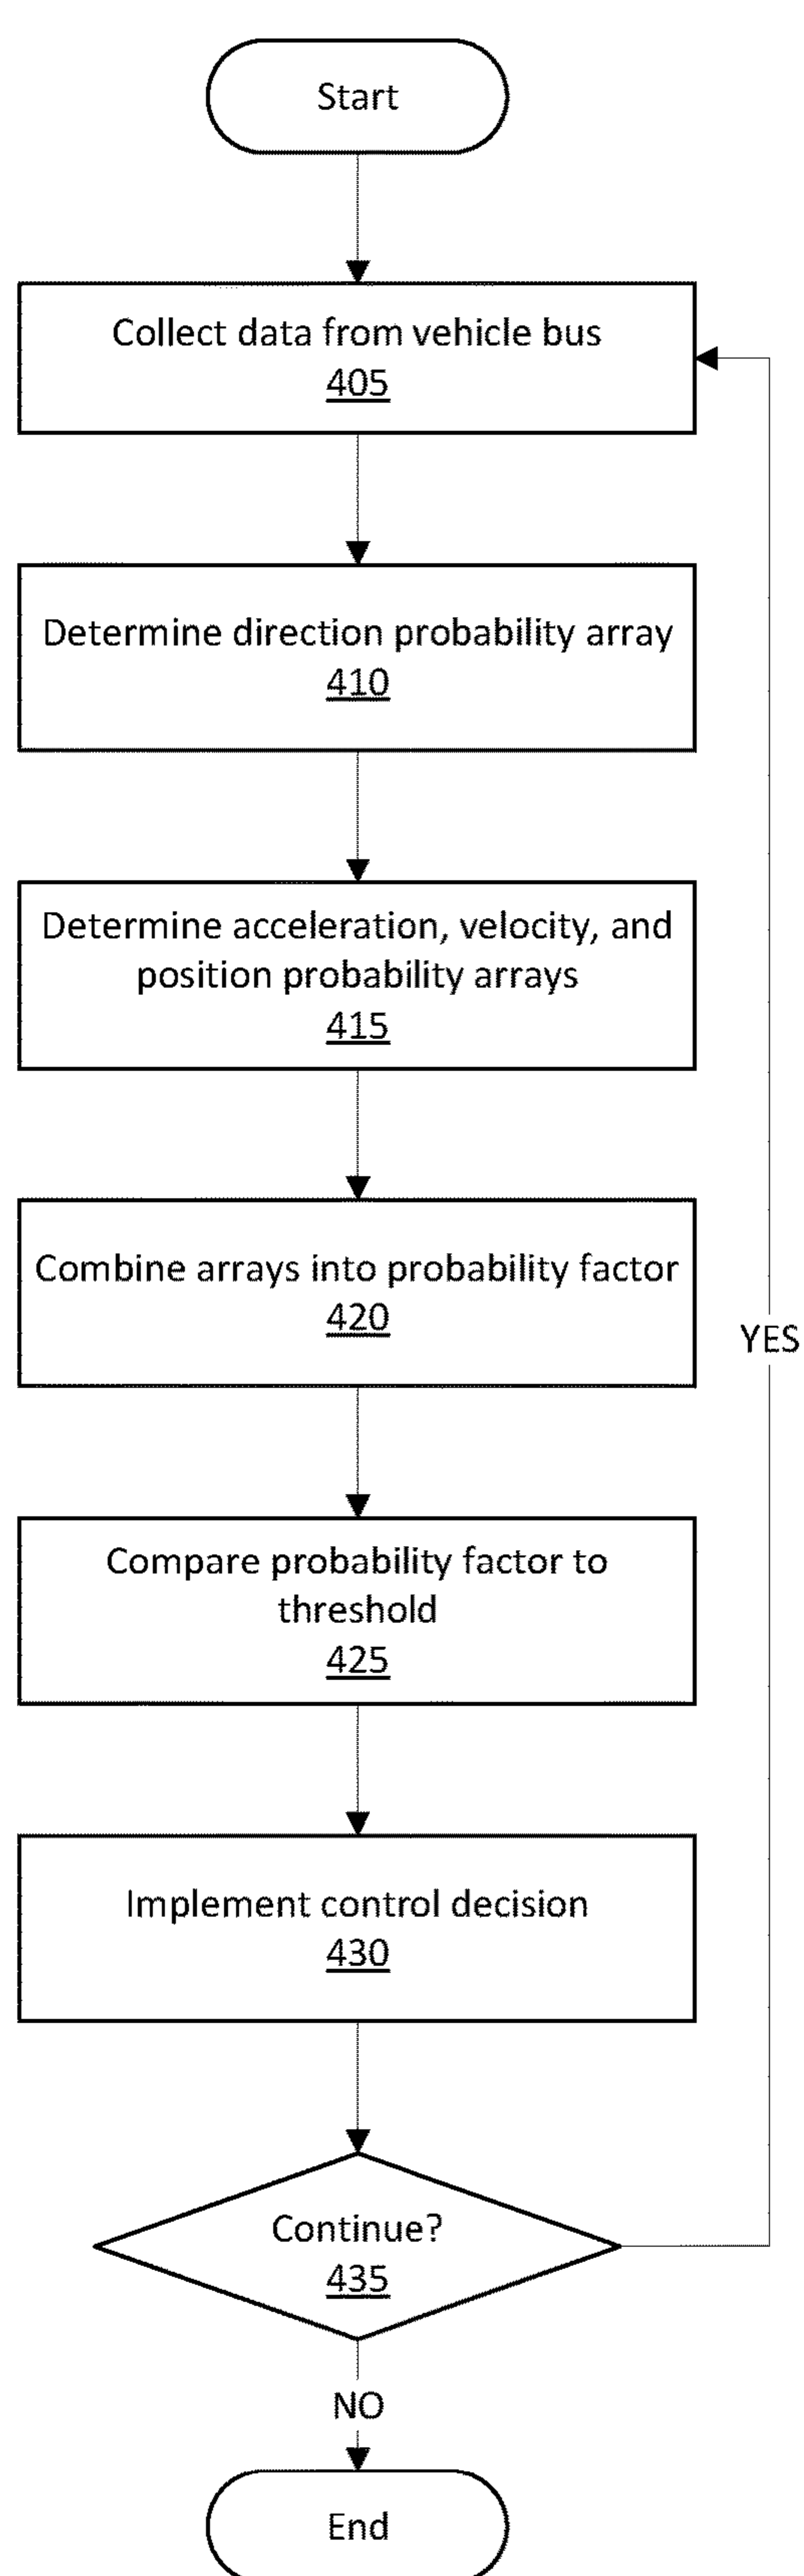 Start
Collect data from vehicle bus
405
Determine direction probability array
410
Determine acceleration, velocity, and
position probability arrays
415
Combine arrays into probability factor
420
YES
Compare probability factor to
threshold
425
Implement control decision
430
Continue?
435
NO
End